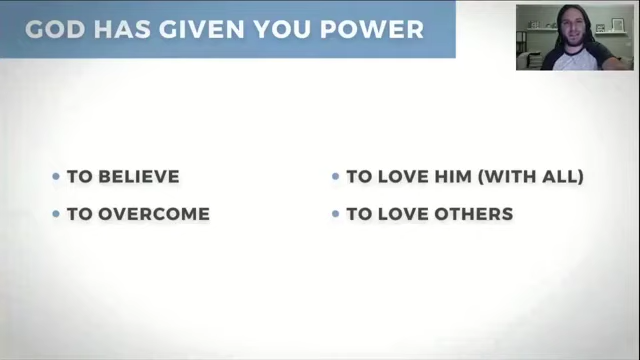 GOD HAS GIVEN YOU POWER
• TO BELIEVE
• TO OVERCOME
• TO LOVE HIM (WITH ALL)
• TO LOVE OTHERS